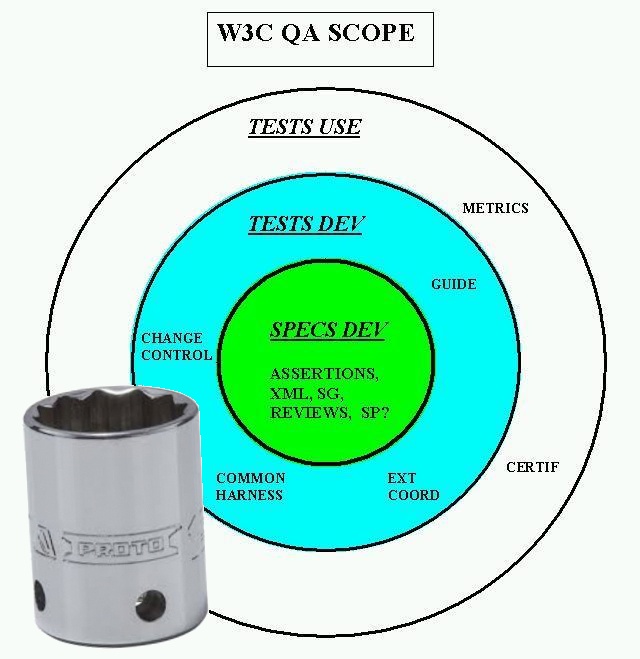 W3C QA SCOPE
TESTS USE
METRICS
TESTS DEV
GUIDE
SPECS DEV
CHANGE
CONTROL
ASSERTIONS,
XML, SG,
REVIEWS, SP?
COMMON
HARNESS
EXT
COORD
CERTIF
PROTO